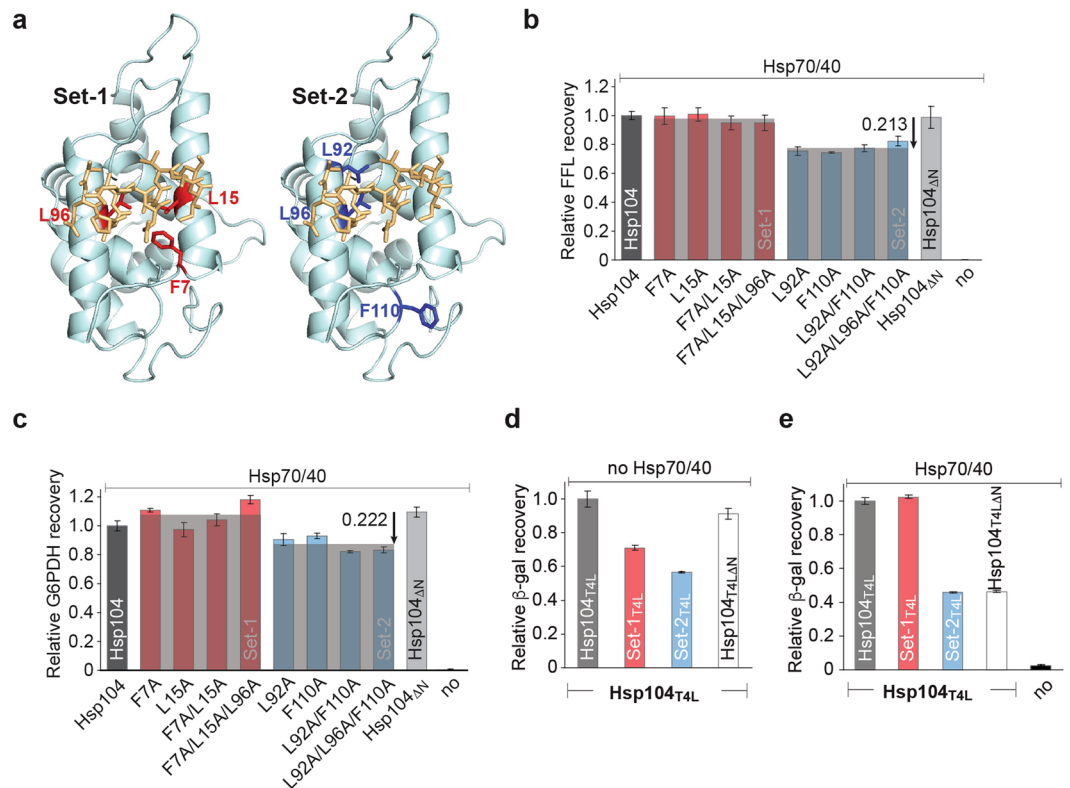 a
Set-1
L96
L15
F7
Set-2
L92
L96
F110
b
Hsp70/40
Relative FFL recovery
1.2
1.0
0.8
0.6
0.4
0.2
0
0.213
Hsp104
Set-1
Set-2
Hsp104ΔN
Hsp104
F7A
L15A
F7A/L15A
F7A/L15A/L96A
L92A
F110A
L92A/F110A
L92A/L96A/F110A
Hsp104ΔN
no
c
Hsp70/40
Relative G6PDH recovery
1.2
1.0
0.8
0.6
0.4
0.2
0
0.222
Hsp104
Set-1
Set-2
Hsp104ΔN
Hsp104
F7A
L15A
F7A/L15A
F7A/L15A/L96A
L92A
F110A
L92A/F110A
L92A/L96A/F110A
Hsp104ΔN
no
d
no Hsp70/40
Relative β-gal recovery
1.0
0.8
0.6
0.4
0.2
0
Hsp104T4L
Set-1T4L
Set-2T4L
Hsp104T4LΔN
Hsp104T4L
e
Hsp70/40
Relative β-gal recovery
1.0
0.8
0.6
0.4
0.2
0
Hsp104T4L
Set-1T4L
Set-2T4L
Hsp104T4LΔN
Hsp104T4L
no